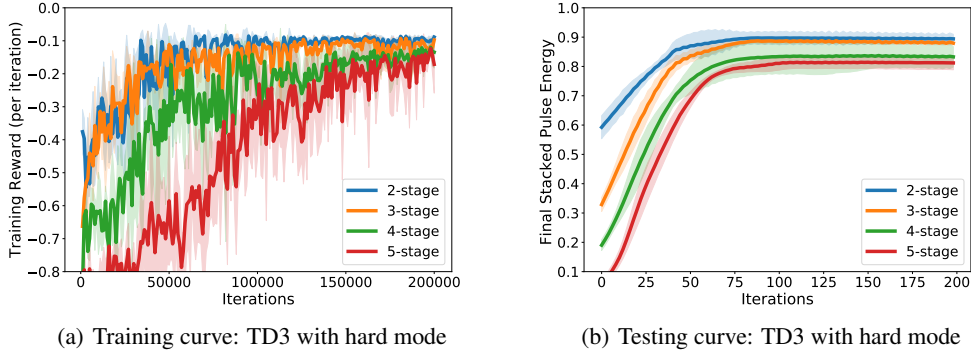 0.0
−0.1
−0.2
−0.3
−0.4
−0.5
−0.6
−0.7
−0.8
Training Reward (per iteration)
2-stage
3-stage
4-stage
5-stage
0 50000 100000 150000 200000
Iterations
(a) Training curve: TD3 with hard mode
1.0
0.9
0.8
0.7
0.6
0.5
0.4
0.3
0.2
0.1
Final Stacked Pulse Energy
2-stage
3-stage
4-stage
5-stage
0 25 50 75 100 125 150 175 200
Iterations
(b) Testing curve: TD3 with hard mode